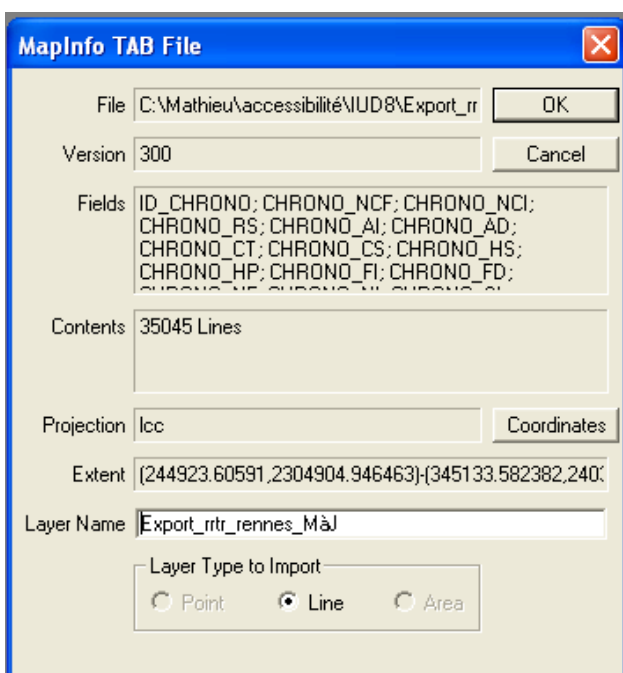 MapInfo TAB File
File C:\Mathieu\accessibilité\IUD8\Export_rr OK
Version 300 Cancel
Fields ID_CHRONO; CHRONO_NCF; CHRONO_NCI;
CHRONO_RS; CHRONO_AI; CHRONO_AD;
CHRONO_CT; CHRONO_CS; CHRONO_HS;
CHRONO_HP; CHRONO_FI; CHRONO_FD;
Contents 35045 Lines
Projection lcc Coordinates
Extent (244923.60591,2304904.946463)-(345133.582382,240
Layer Name Export_rrtr_rennes_MàJ
Layer Type to Import
Point Line Area